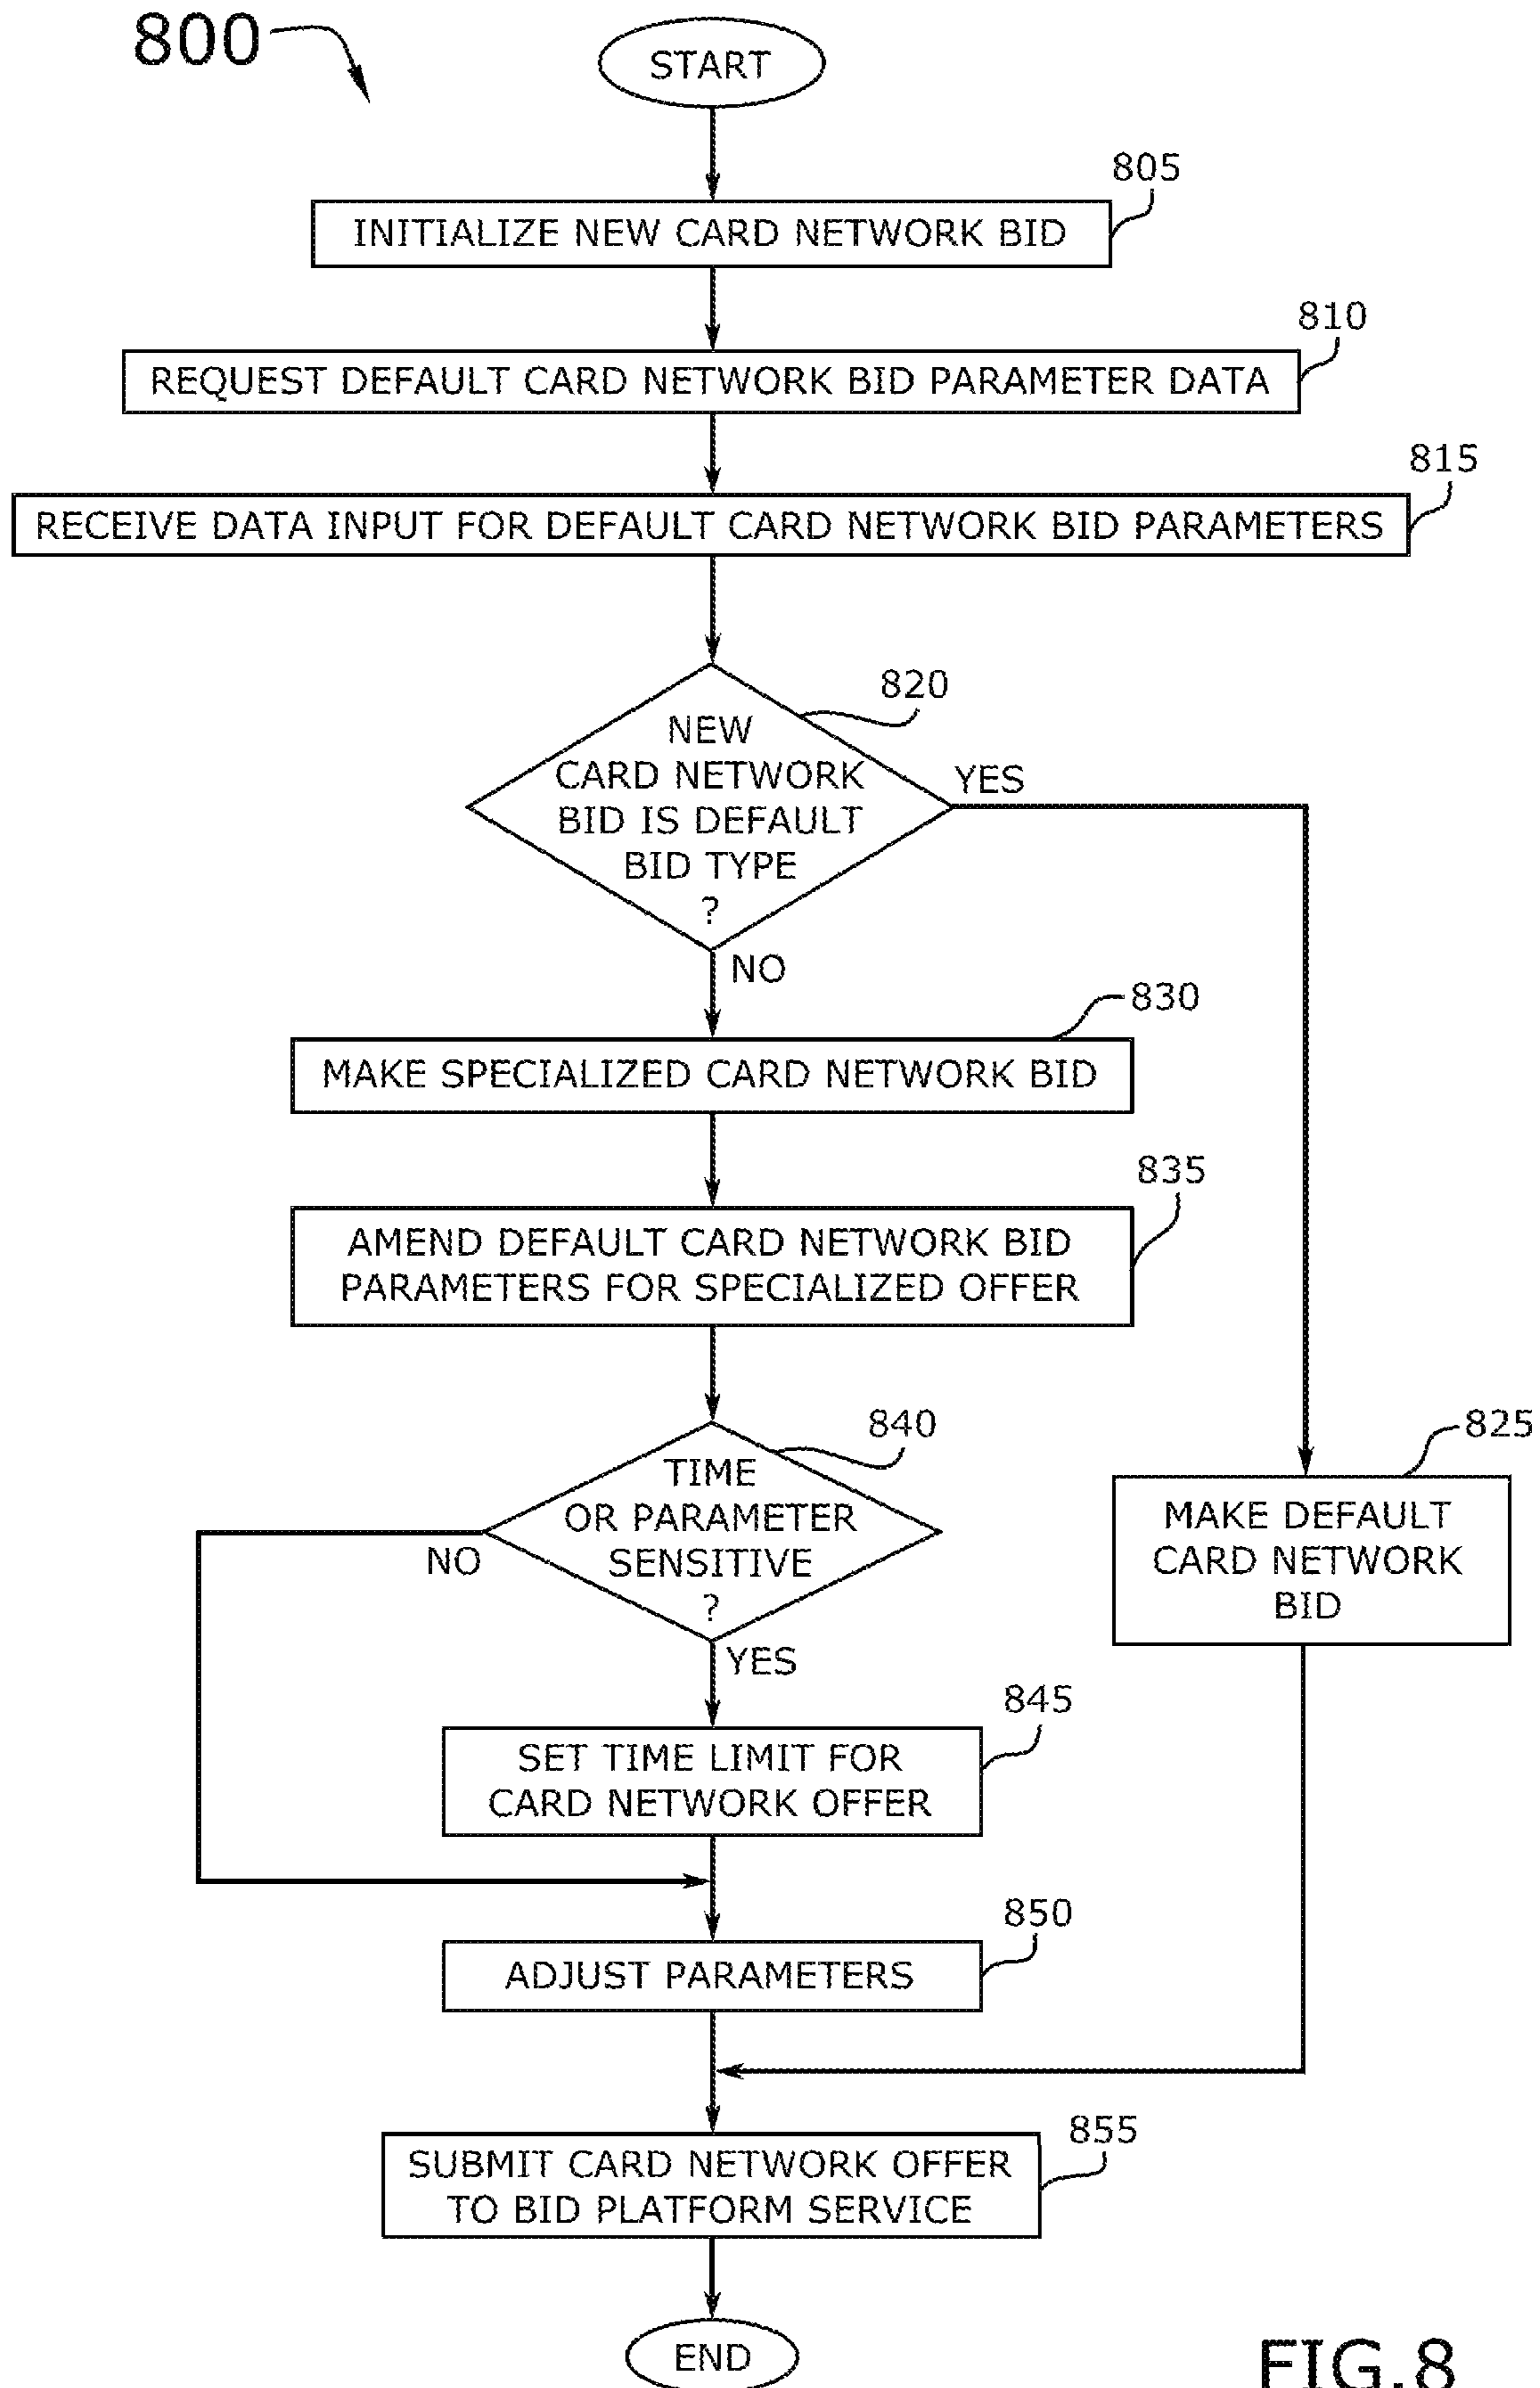 800
START
805
INITIALIZE NEW CARD NETWORK BID
810
REQUEST DEFAULT CARD NETWORK BID PARAMETER DATA
815
RECEIVE DATA INPUT FOR DEFAULT CARD NETWORK BID PARAMETERS
820
NEW
CARD NETWORK
BID IS DEFAULT
BID TYPE
?
YES
NO
830
MAKE SPECIALIZED CARD NETWORK BID
835
AMEND DEFAULT CARD NETWORK BID
PARAMETERS FOR SPECIALIZED OFFER
840
TIME
OR PARAMETER
SENSITIVE
?
NO
YES
825
MAKE DEFAULT
CARD NETWORK
BID
845
SET TIME LIMIT FOR
CARD NETWORK OFFER
850
ADJUST PARAMETERS
855
SUBMIT CARD NETWORK OFFER
TO BID PLATFORM SERVICE
END
FIG.8